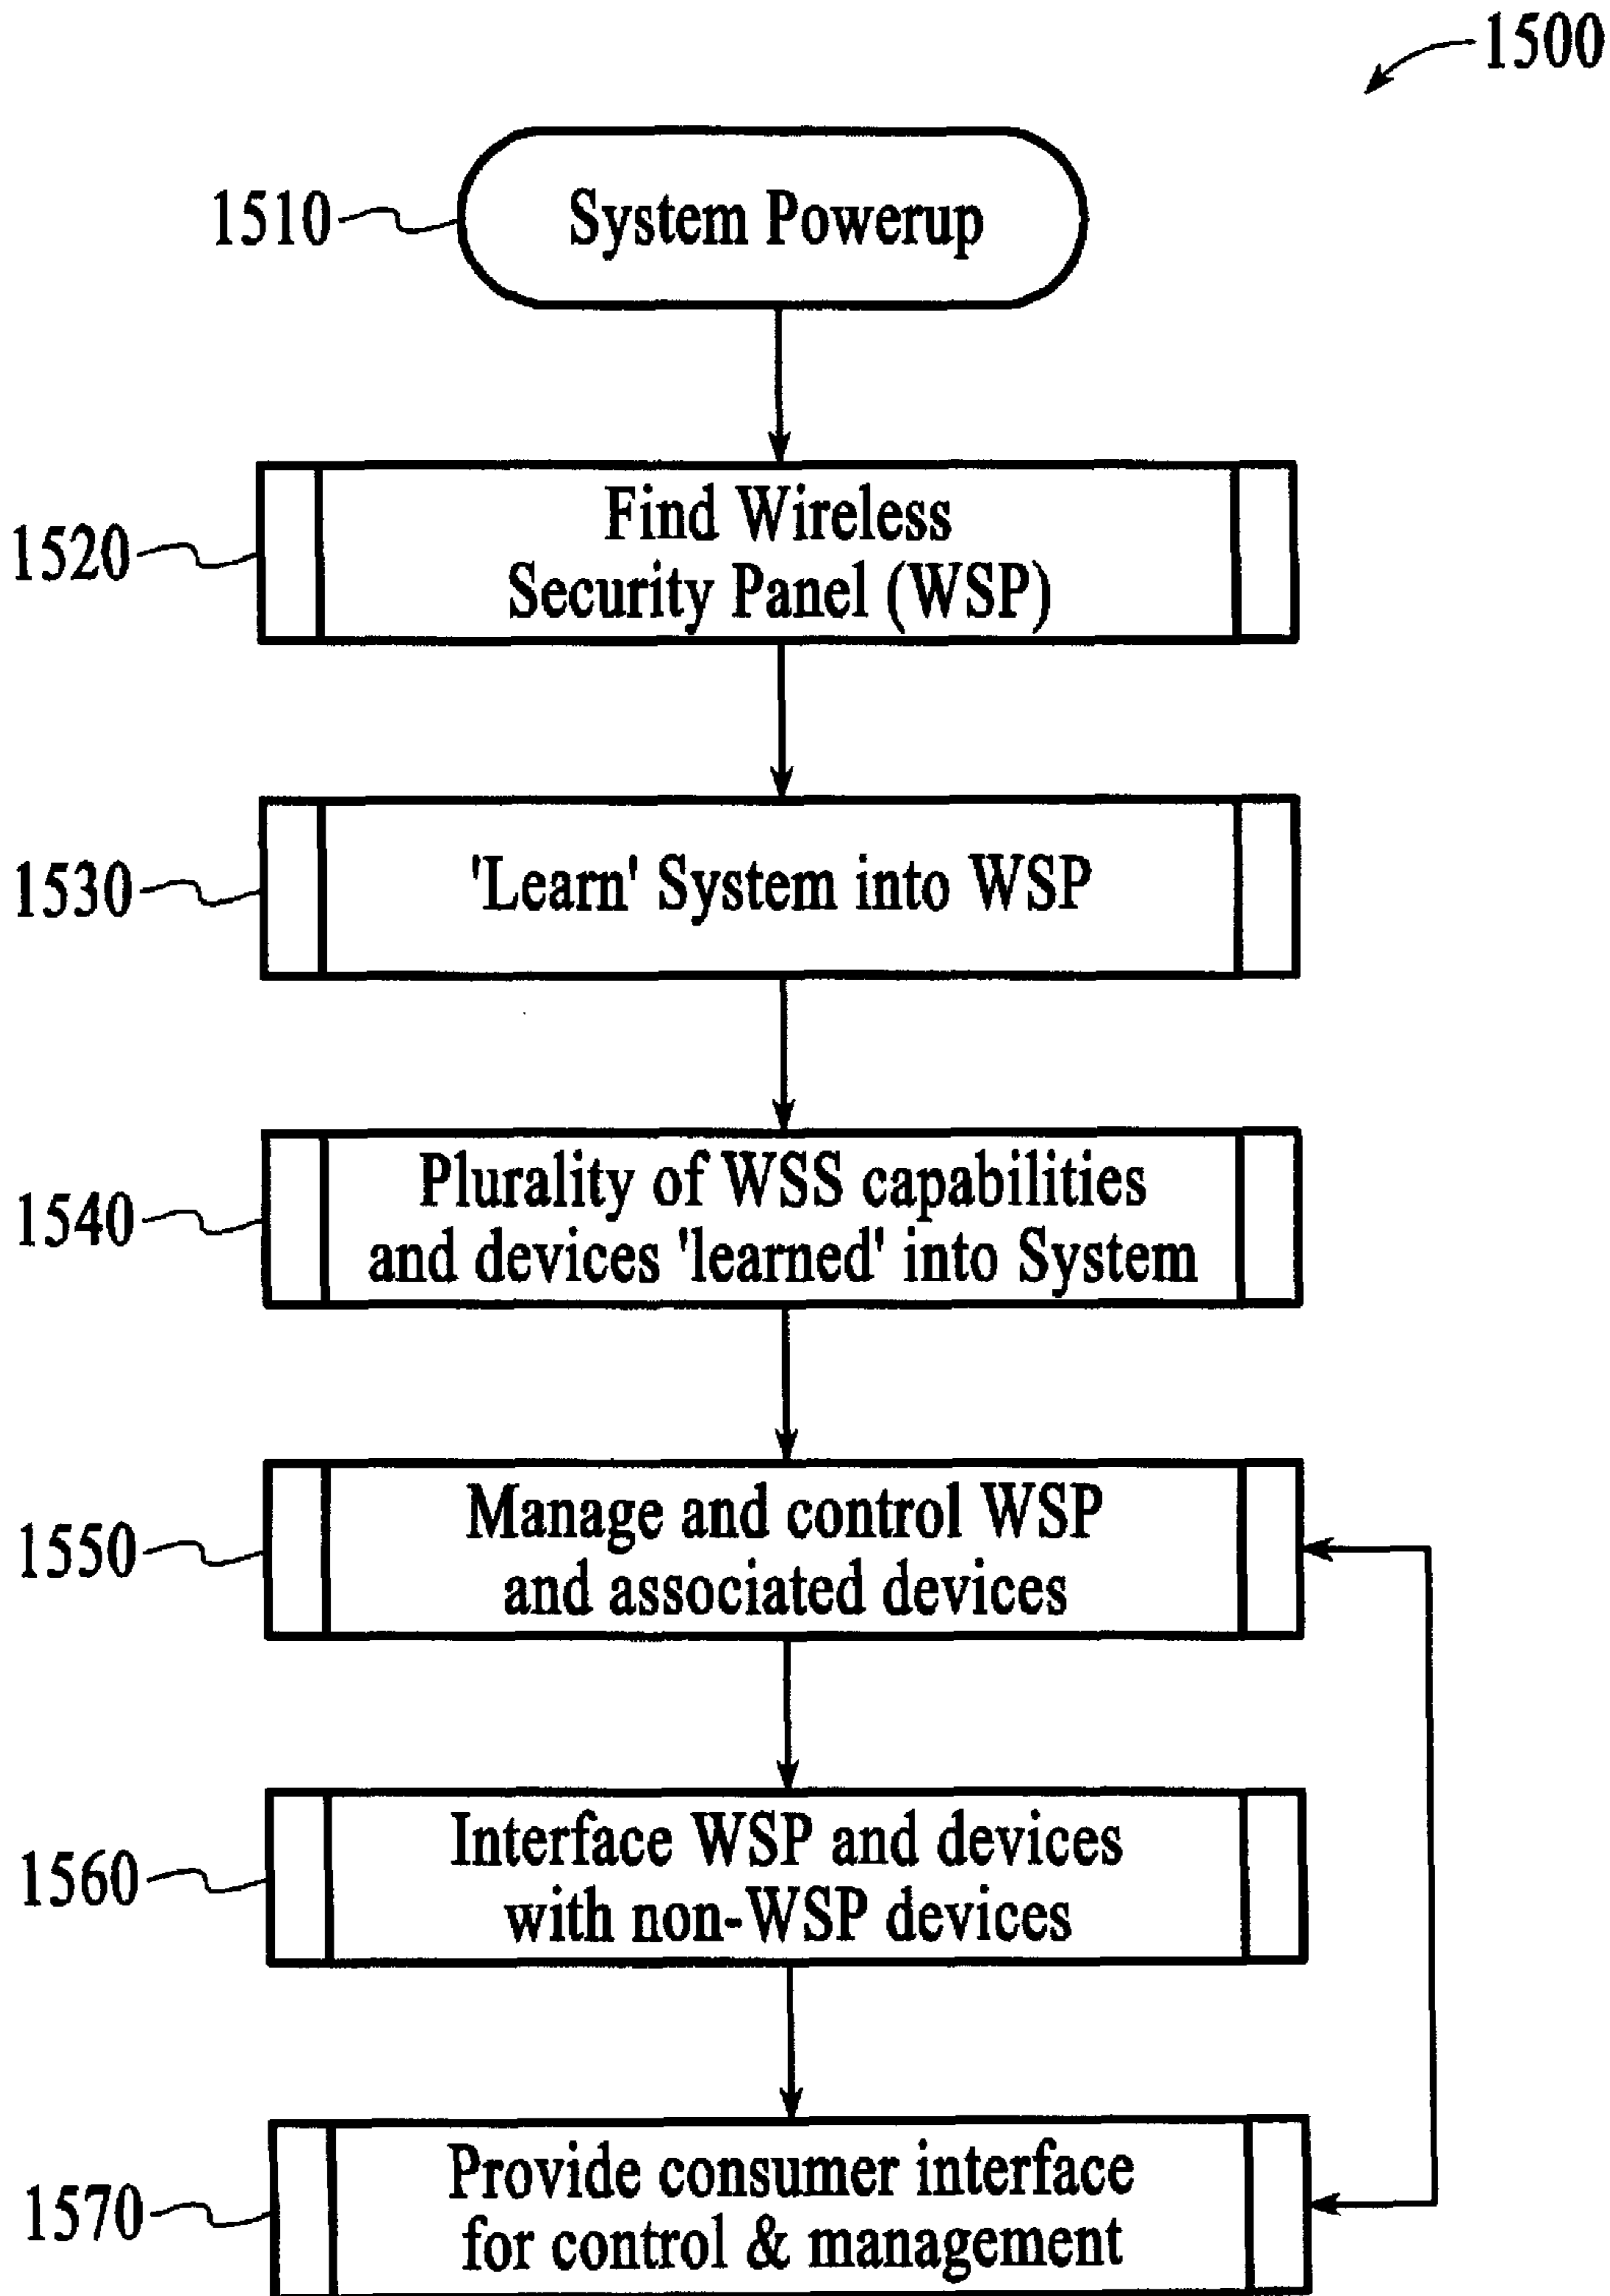 1500
1510
System Powerup
1520
Find Wireless
Security Panel (WSP)
1530
'Learn' System into WSP
1540
Plurality of WSS capabilities
and devices 'learned' into System
1550
Manage and control WSP
and associated devices
1560
Interface WSP and devices
with non-WSP devices
1570
Provide consumer interface
for control & management